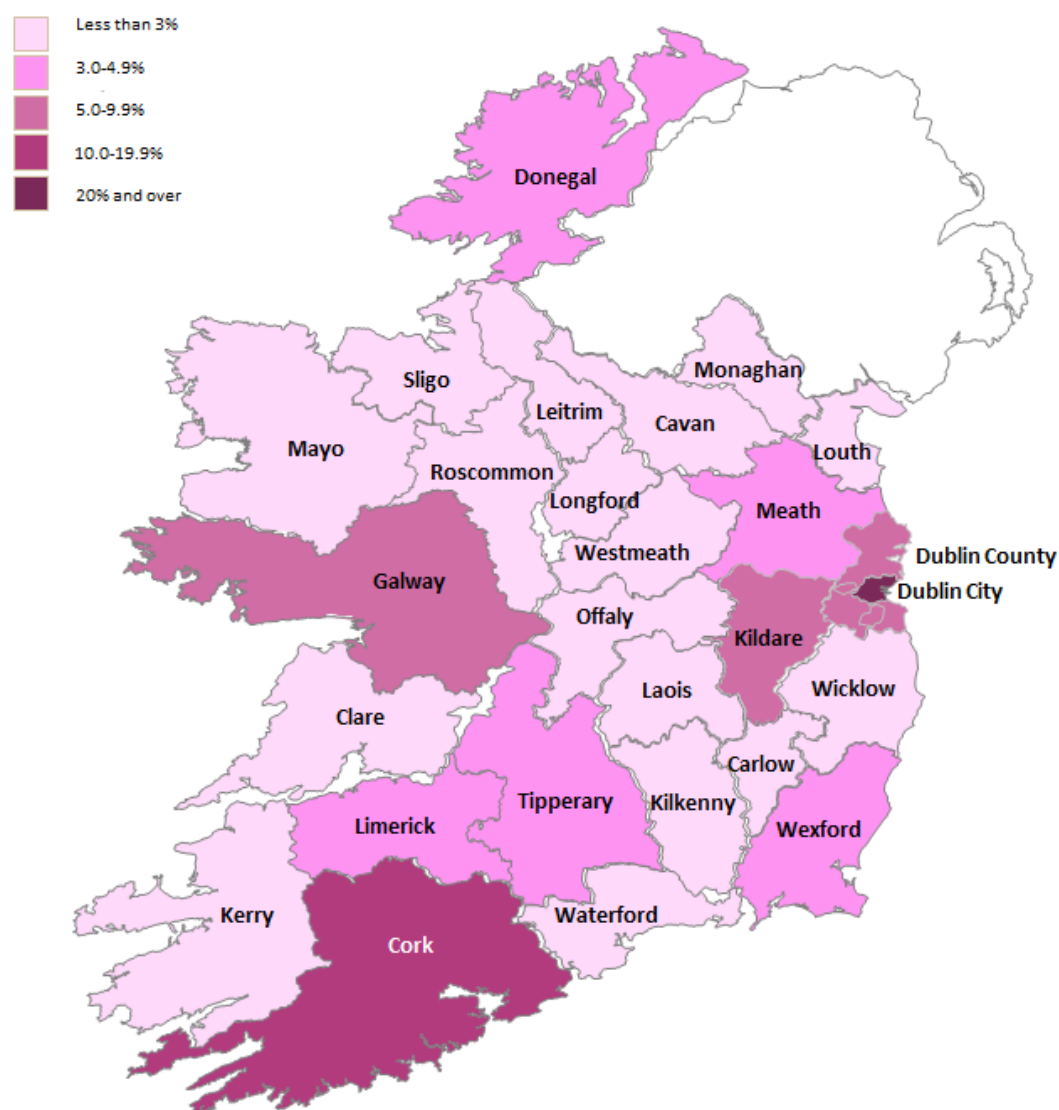 Less than 3%
3.0-4.9%
5.0-9.9%
10.0-19.9%
20% and over
Donegal
Monaghan
Sligo
Leitrim
Cavan
Mayo
Louth
Roscommon
Longford
Meath
Westmeath
Dublin County
Galway
Dublin City
Offaly
Kildare
Laois
Wicklow
Clare
Carlow
Tipperary
Kilkenny
Limerick
Wexford
Kerry
Waterford
Cork